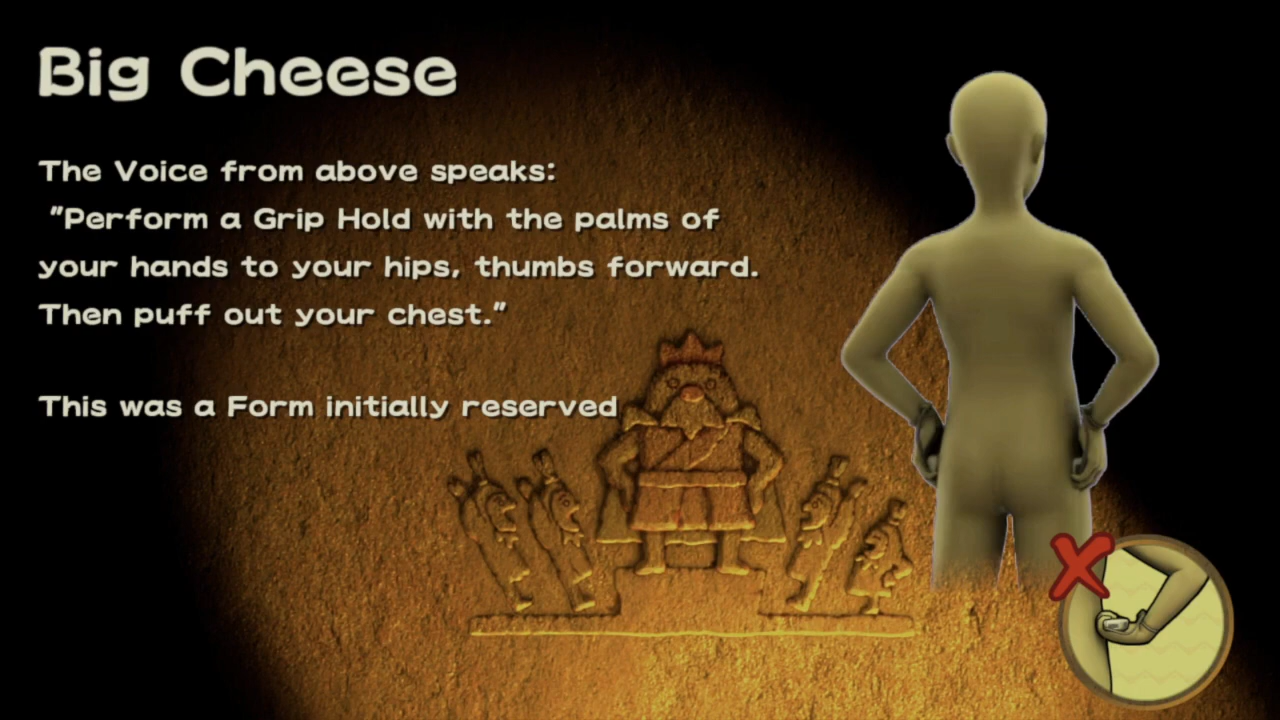 Big Cheese
The Voice from above speaks:
"Perform a Grip Hold with the palms of
your hands to your hips, thumbs forward.
Then puff out your chest."
This was a Form initially reserved